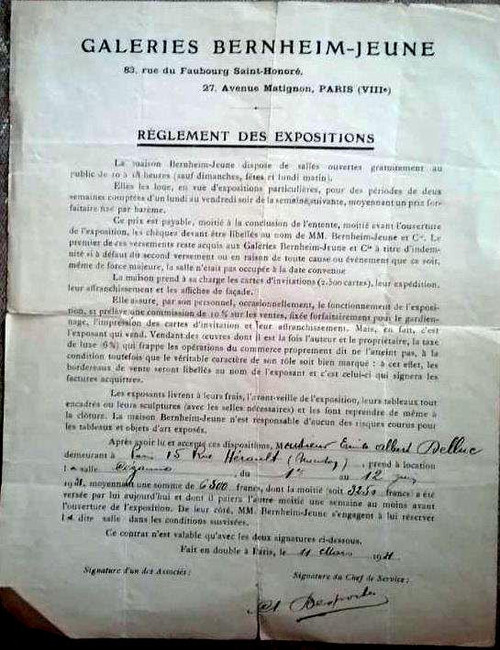 GALERIES BERNHEIM-JEUNE
83, rue du Faubourg Saint-Honoré,
27, Avenue Matignon, PARIS (VIIIe)
RÈGLEMENT DES EXPOSITIONS
La maison Bernheim-Jeune dispose de salles ouvertes gratuitement au
public de 10 à 18 heures (sauf dimanches, fêtes et lundi matin).
Elles les loue, en vue d'expositions particulières, pour des périodes de deux
semaines comptées d'un lundi au vendredi soir de la semaine suivante, moyennant un prix for-
faitaire fixé par barème.
Ce prix est payable, moitié à la conclusion de l'entente, moitié avant l'ouverture
de l'exposition, les chèques devant être libellés au nom de MM. Bernheim-Jeune et Cie. Le
premier de ces versements reste acquis aux Galeries Bernheim-Jeune et Cie à titre d'indem-
nité si à défaut du second versement ou en raison de toute cause ou événement que ce soir,
même de force majeure, la salle n'était pas occupée à la date convenue
La maison prend à sa charge les cartes d'invitations (2.500 cartes), leur expédition,
leur affranchissement et les affiches de façade.
Elle assure, par son personnel, occasionnellement, le fonctionnement de l'exposi-
tion, et prélève une commission de 10 % sur les ventes, fixée forfaitairement pour le gardien-
nage, l'impression des cartes d'invitation et leur affranchissement. Mais, en fait, c'est
l'exposant qui vend. Vendant des œuvres dont il est la fois l'auteur et le propriétaire, la taxe
de luxe 6%) qui frappe les opérations du commerce proprement dit ne l'atteint pas, à la
condition toutefois que le véritable caractère de son rôle soit bien marqué : à cet effet, les
bordereaux de vente seront libellés au nom de l'exposant et c'est celui-ci qui signera les
factures acquittées.
Les exposants livrent à leurs frais, l'avant-veille de l'exposition, leurs tableaux tout
encadrés ou leurs sculptures (avec les selles nécessaires) et les font reprendre de même à
la clôture. La maison Bernheim-Jeune n'est responsable d'aucun des risques courus pour
les tableaux et objets d'art exposés.
Après avoir lu et accepté ces dispositions, Monsieur Emile Albert Delluc
demeurant à Paris 15 Rue Hérault , prend à location
la salle Cézanne du 1er au 12 juin
19 , moyennant une somme de 6500 francs, dont la moitié (soit 3250 francs) a été
versée par lui aujourd'hui et dont il paiera l'autre moitié une semaine au moins avant
l'ouverture de l'exposition. De leur côté, MM. Bernheim-Jeune s'engagent à lui réserver
la dite salle dans les conditions susvisées.
Ce contrat n'est valable qu'avec les deux signatures ci-dessous.
Fait en double à Paris, le 11 Mars 19
Signature d'un des Associés:
Signature du Chef de Service: